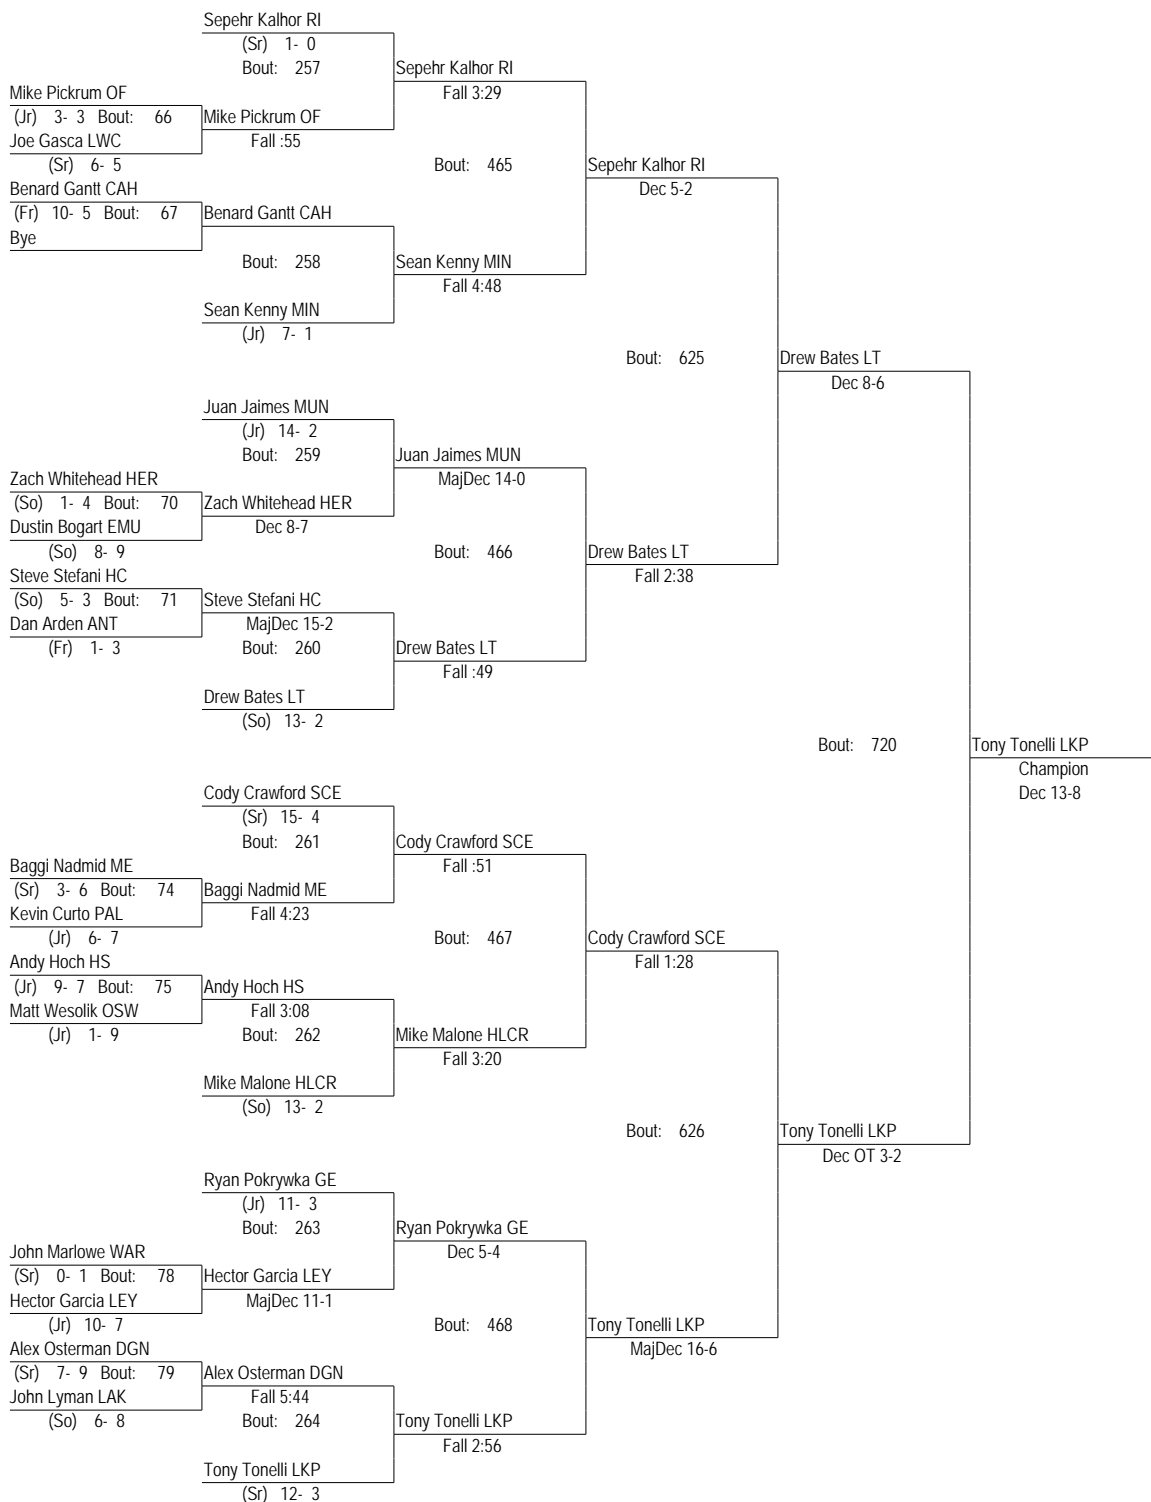 Sepehr Kalhor RI
(Sr) 1- 0
Bout: 257
Sepehr Kalhor RI
Fall 3:29
Mike Pickrum OF
(Jr) 3- 3 Bout: 66
Mike Pickrum OF
Joe Gasca LWC
Fall :55
(Sr) 6- 5
Bout: 465
Sepehr Kalhor RI
Dec 5-2
Benard Gantt CAH
(Fr) 10- 5 Bout: 67
Benard Gantt CAH
Bye
Bout: 258
Sean Kenny MIN
Fall 4:48
Sean Kenny MIN
(Jr) 7- 1
Bout: 625
Drew Bates LT
Dec 8-6
Juan Jaimes MUN
(Jr) 14- 2
Bout: 259
Juan Jaimes MUN
MajDec 14-0
Zach Whitehead HER
(So) 1- 4 Bout: 70
Zach Whitehead HER
Dustin Bogart EMU
Dec 8-7
(So) 8- 9
Bout: 466
Drew Bates LT
Fall 2:38
Steve Stefani HC
(So) 5- 3 Bout: 71
Steve Stefani HC
Dan Arden ANT
MajDec 15-2
(Fr) 1- 3
Bout: 260
Drew Bates LT
Fall :49
Drew Bates LT
(So) 13- 2
Bout: 720
Tony Tonelli LKP
Champion
Dec 13-8
Cody Crawford SCE
(Sr) 15- 4
Bout: 261
Cody Crawford SCE
Fall :51
Baggi Nadmid ME
(Sr) 3- 6 Bout: 74
Baggi Nadmid ME
Kevin Curto PAL
Fall 4:23
(Jr) 6- 7
Bout: 467
Cody Crawford SCE
Fall 1:28
Andy Hoch HS
(Jr) 9- 7 Bout: 75
Andy Hoch HS
Matt Wesolik OSW
Fall 3:08
(Jr) 1- 9
Bout: 262
Mike Malone HLCR
Fall 3:20
Mike Malone HLCR
(So) 13- 2
Bout: 626
Tony Tonelli LKP
Dec OT 3-2
Ryan Pokrywka GE
(Jr) 11- 3
Bout: 263
Ryan Pokrywka GE
Dec 5-4
John Marlowe WAR
(Sr) 0- 1 Bout: 78
Hector Garcia LEY
Hector Garcia LEY
MajDec 11-1
(Jr) 10- 7
Bout: 468
Tony Tonelli LKP
MajDec 16-6
Alex Osterman DGN
(Sr) 7- 9 Bout: 79
Alex Osterman DGN
John Lyman LAK
Fall 5:44
(So) 6- 8
Bout: 264
Tony Tonelli LKP
Fall 2:56
Tony Tonelli LKP
(Sr) 12- 3